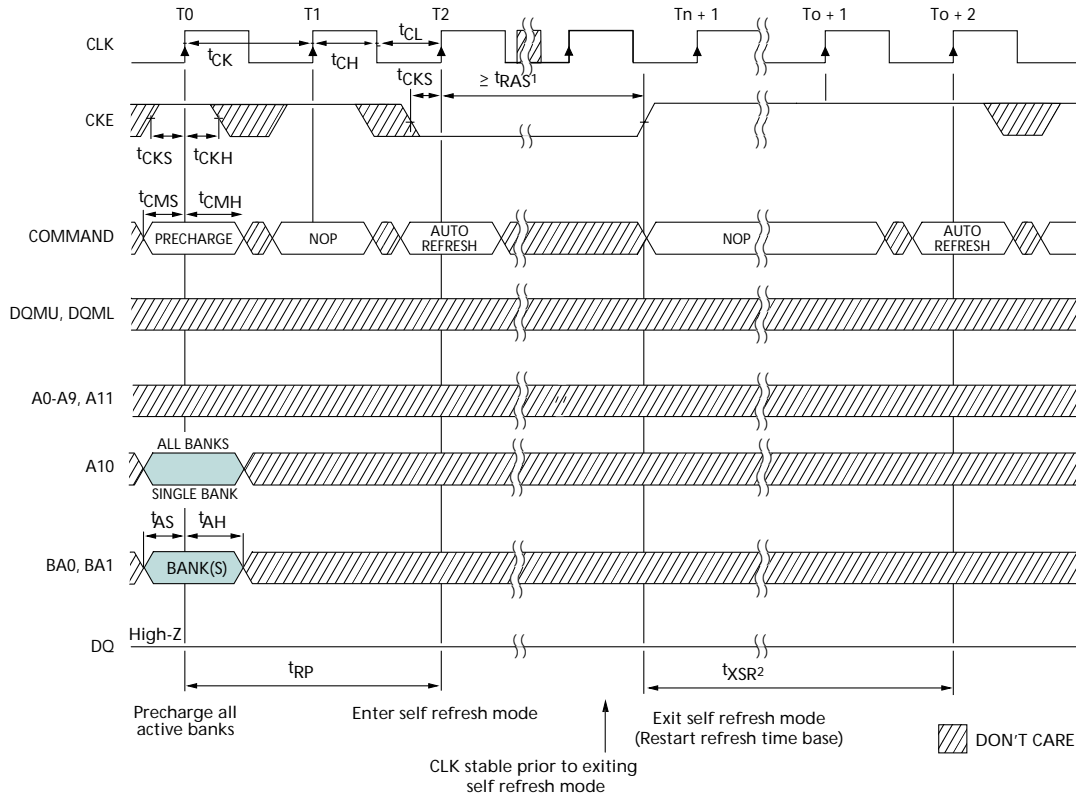 T0 T1 T2 Tn + 1 To + 1 To + 2
CLK
tCK tCH tCL
tCKS ≥ tRAS1
CKE
tCKS tCKH
tCMS tCMH
COMMAND PRECHARGE NOP AUTO REFRESH NOP AUTO REFRESH
DQMU, DQML
A0-A9, A11
ALL BANKS
A10
SINGLE BANK
tAS tAH
BA0, BA1 BANK(S)
High-Z
DQ
tRP tXSR2
Precharge all
active banks
Enter self refresh mode
CLK stable prior to exiting
self refresh mode
Exit self refresh mode
(Restart refresh time base)
DON'T CARE